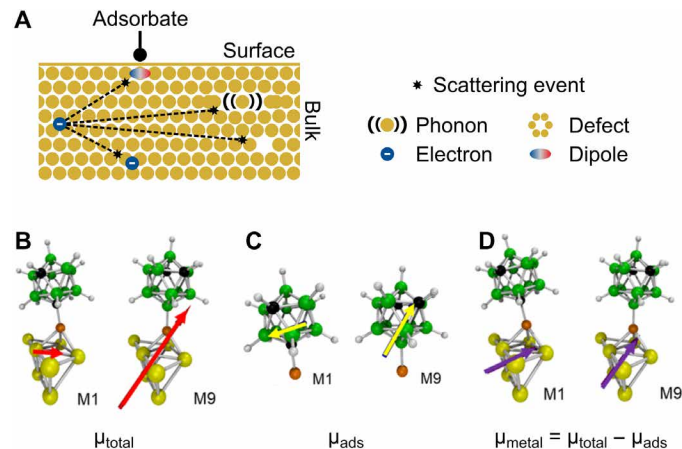 A
Adsorbate
Surface
Bulk
Scattering event
Phonon
Defect
Electron
Dipole
B
M1
M9
μtotal
C
M1
M9
μads
D
M1
M9
μmetal = μtotal − μads